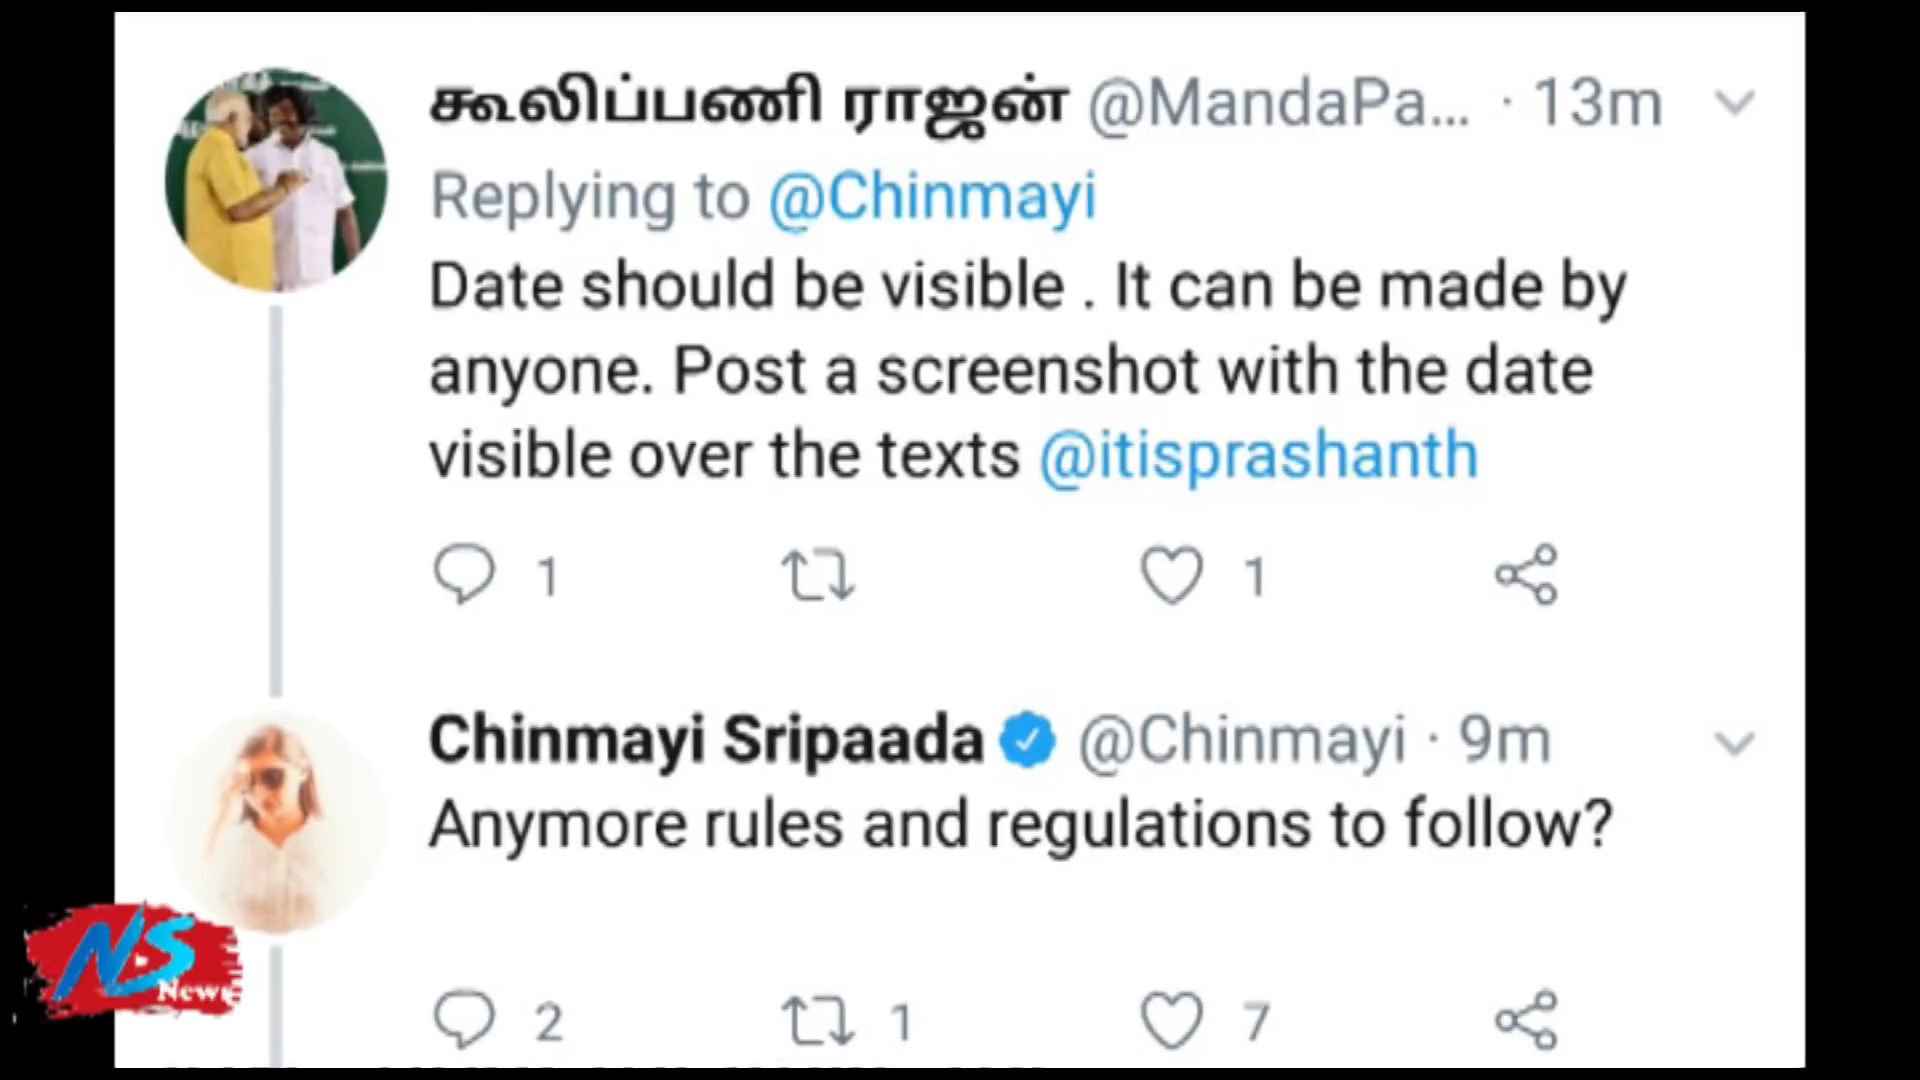 கூலிப்பணி ராஜன் @MandaPa... · 13m
Replying to @Chinmayi
Date should be visible . It can be made by
anyone. Post a screenshot with the date
visible over the texts @itisprashanth
1 1
Chinmayi Sripaada @Chinmayi · 9m
Anymore rules and regulations to follow?
2 1 7
NS
News